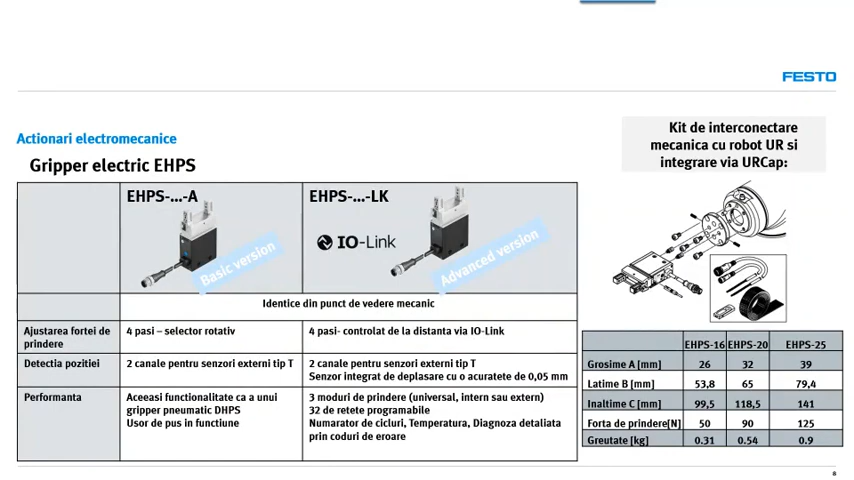 FESTO
Actionari electromecanice
Gripper electric EHPS
Kit de interconectare
mecanica cu robot UR si
integrare via URCap:
EHPS-...-A
Basic version
EHPS-...-LK
IO-Link
Advanced version
Identice din punct de vedere mecanic
Ajustarea fortei de
prindere
4 pasi – selector rotativ
4 pasi- controlat de la distanta via IO-Link
Detectia pozitiei
2 canale pentru senzori externi tip T
2 canale pentru senzori externi tip T
Senzor integrat de deplasare cu o acuratete de 0,05 mm
Performanta
Aceeasi functionalitate ca a unui
gripper pneumatic DHPS
Usor de pus in functiune
3 moduri de prindere (universal, intern sau extern)
32 de retete programabile
Numarator de cicluri, Temperatura, Diagnoza detaliata
prin coduri de eroare
EHPS-16 EHPS-20 EHPS-25
Grosime A [mm] 26 32 39
Latime B [mm] 53,8 65 79,4
Inaltime C [mm] 99,5 118,5 141
Forta de prindere[N] 50 90 125
Greutate [kg] 0.31 0.54 0.9
8